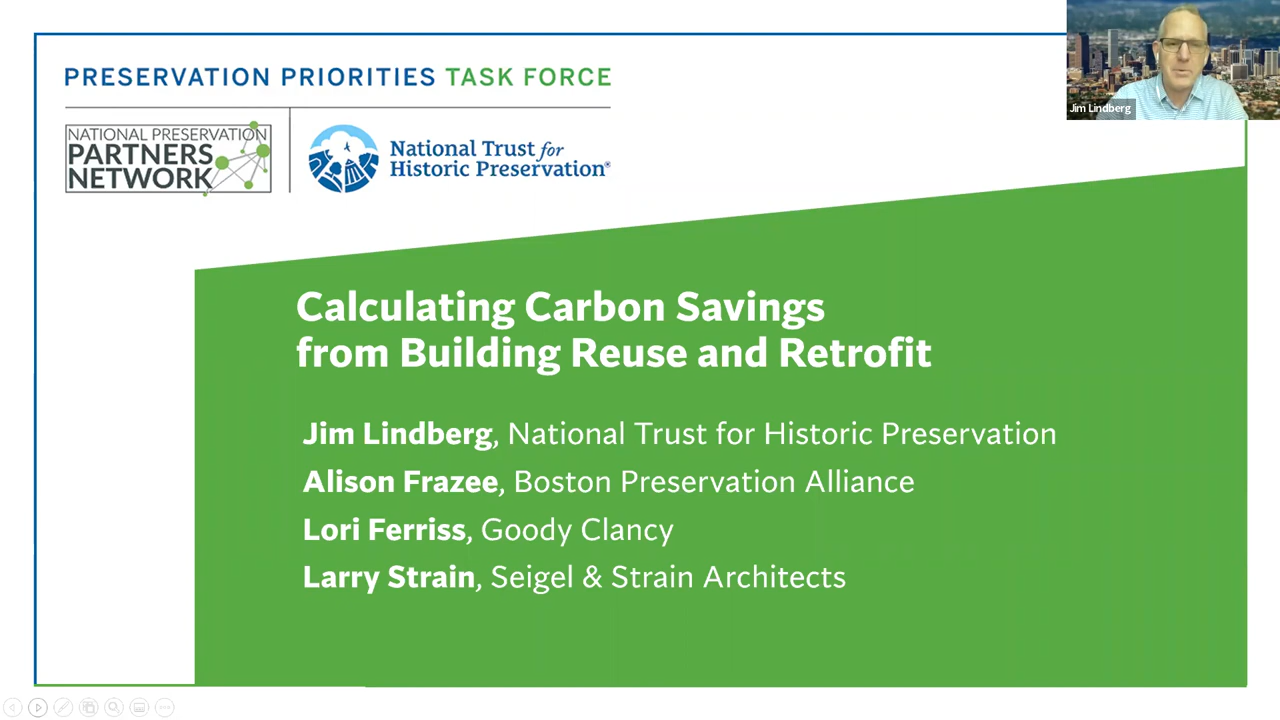 PRESERVATION PRIORITIES TASK FORCE
NATIONAL PRESERVATION
PARTNERS
NETWORK
National Trust for
Historic Preservation®
Jim Lindberg
Calculating Carbon Savings
from Building Reuse and Retrofit
Jim Lindberg, National Trust for Historic Preservation
Alison Frazee, Boston Preservation Alliance
Lori Ferriss, Goody Clancy
Larry Strain, Seigel & Strain Architects